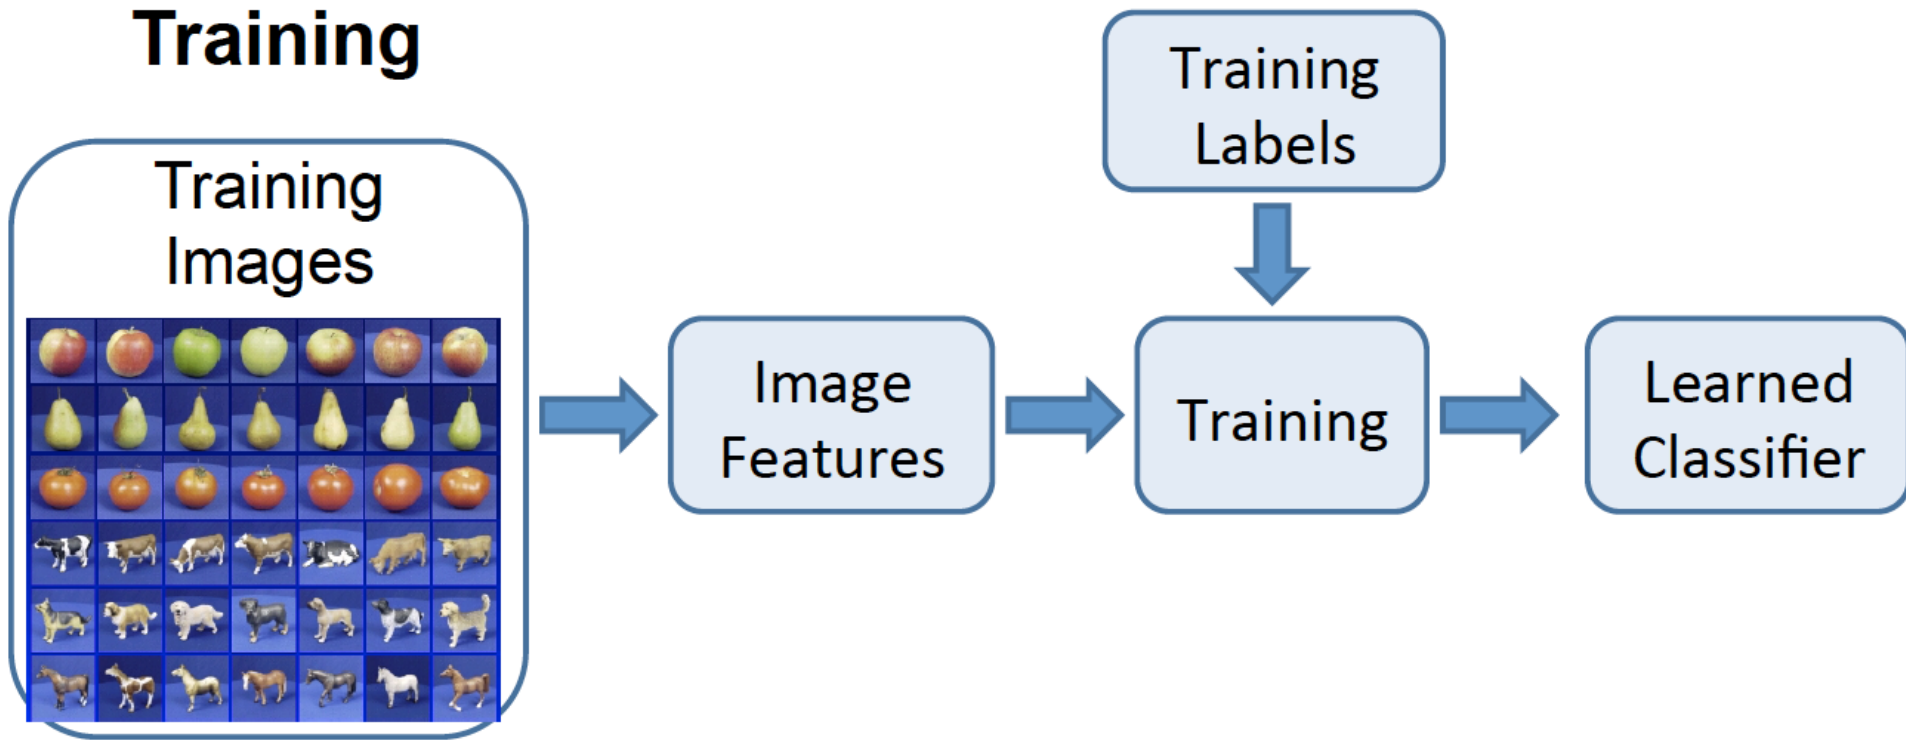 Training
Training
Images
Training
Labels
Image
Features
Training
Learned
Classifier